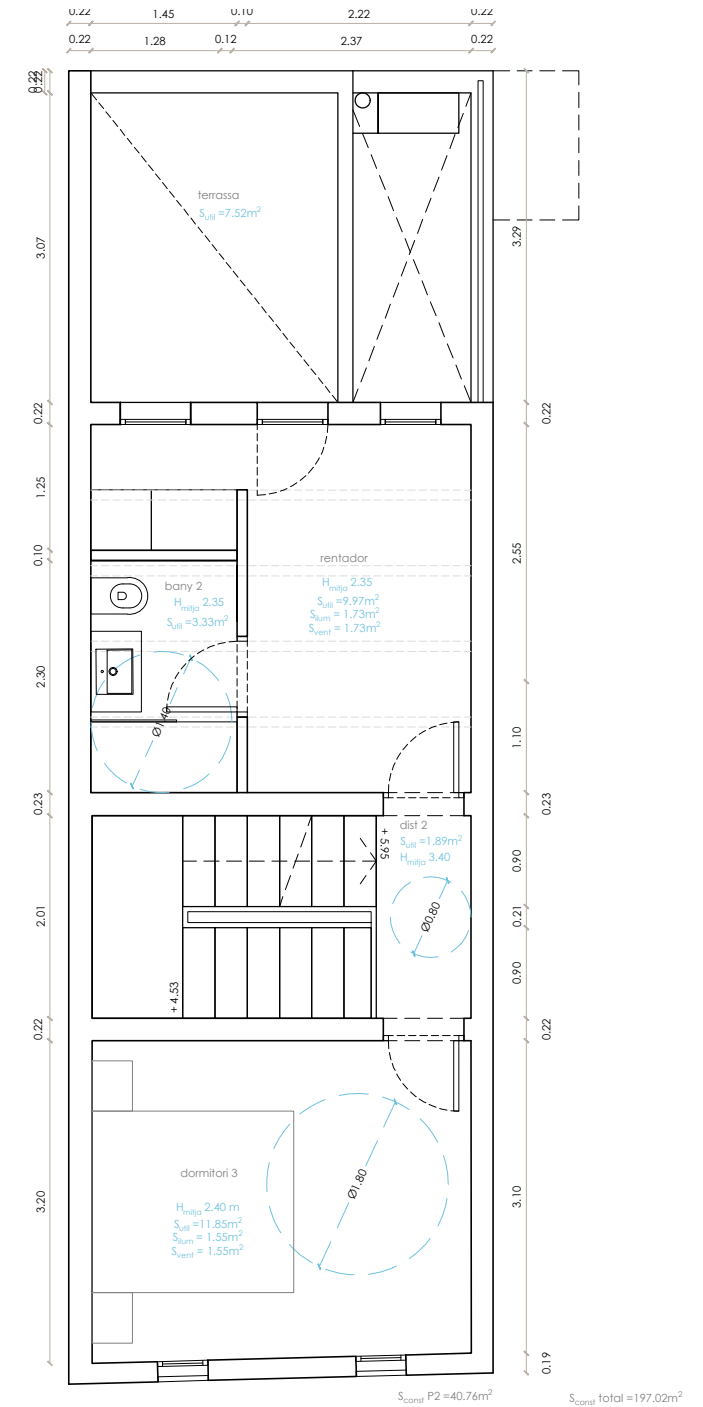 0.22 1.45 0.10 2.22 0.22
0.22 1.28 0.12 2.37 0.22
0.22
0.22
terrassa
Sutil =7.52m²
3.07
3.29
0.22
0.22
1.25
rentador
Hmitja 2.35
Sutil =9.97m²
Sllum = 1.73m²
Svent = 1.73m²
2.55
0.10
bany 2
Hmitja 2.35
Sutil =3.33m²
2.30
Ø1.40
1.10
0.23
0.23
dist 2
Sutil =1.89m²
Hmitja 3.40
+ 5.95
0.90
2.01
Ø0.80
0.21
0.90
+ 4.53
0.22
0.22
dormitori 3
Hmitja 2.40 m
Sutil =11.85m²
Sllum = 1.55m²
Svent = 1.55m²
Ø1.80
3.20
3.10
0.19
Sconst P2 =40.76m²
Sconst total =197.02m²